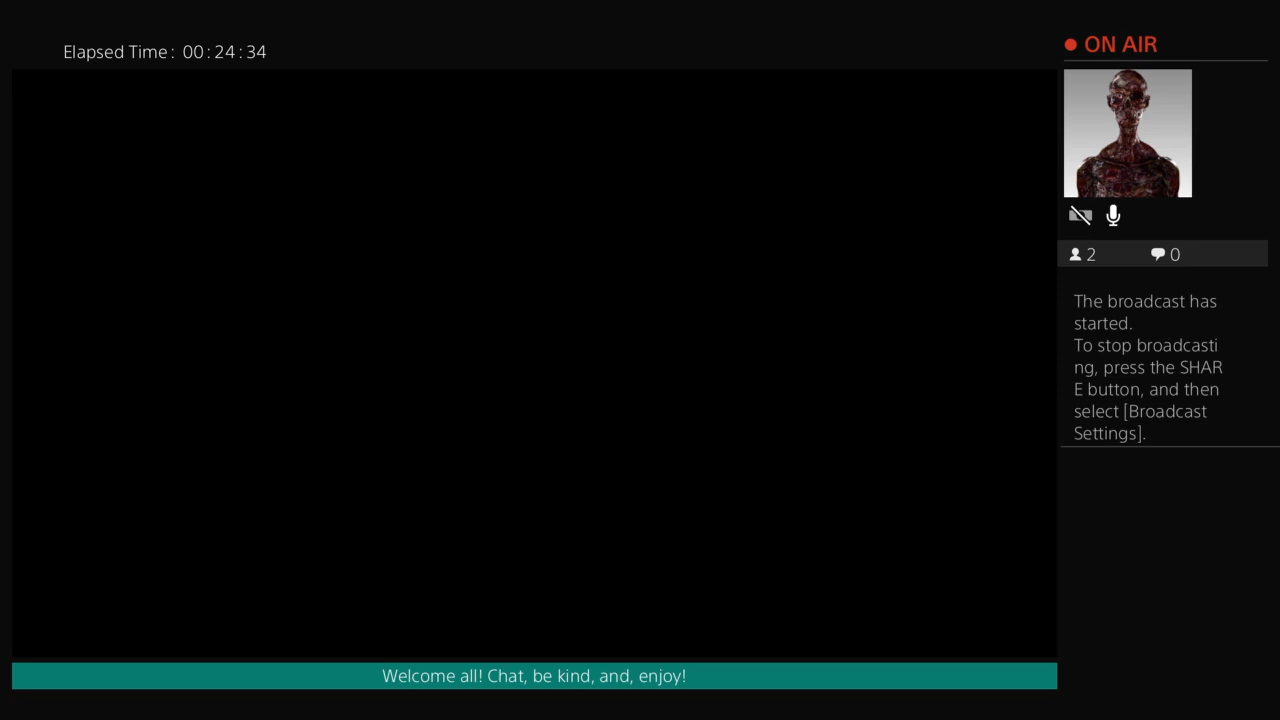 Elapsed Time: 00:24:34
ON AIR
2
0
The broadcast has
started.
To stop broadcasti
ng, press the SHAR
E button, and then
select [Broadcast
Settings].
Welcome all! Chat, be kind, and, enjoy!